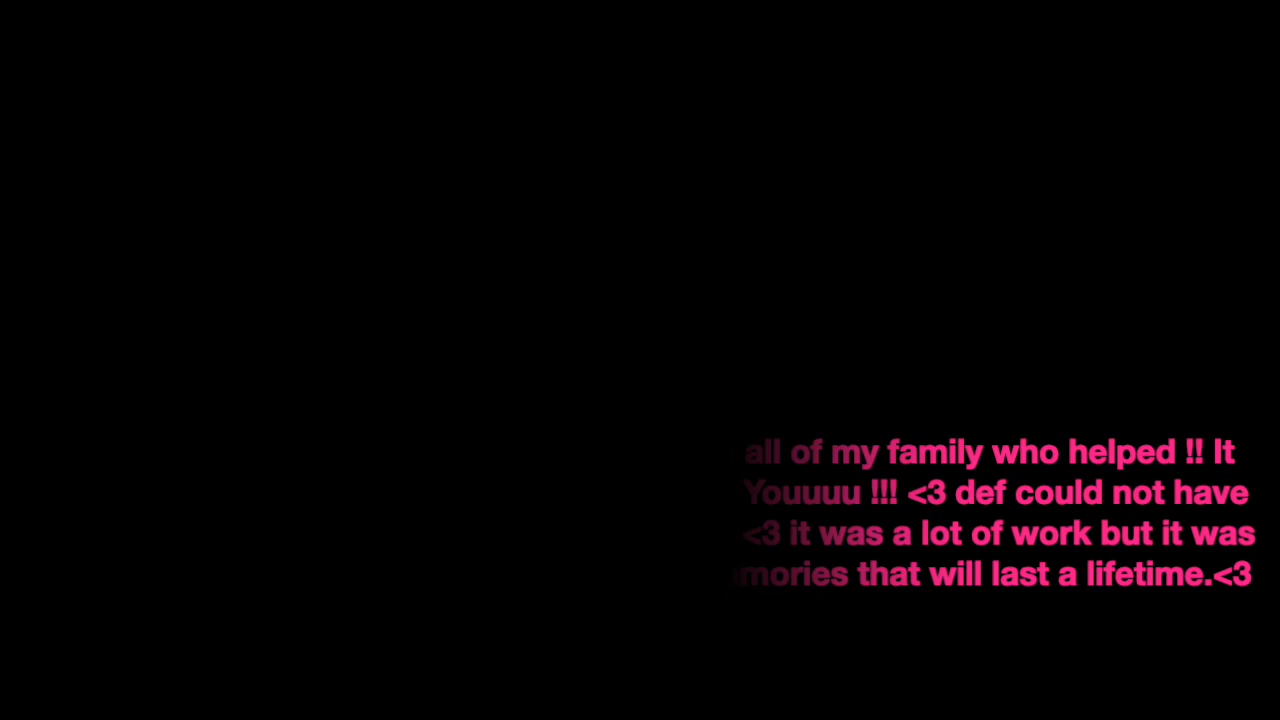 all of my family who helped !! It
Youuuu !!! <3 def could not have
<3 it was a lot of work but it was
that will last a lifetime.<3